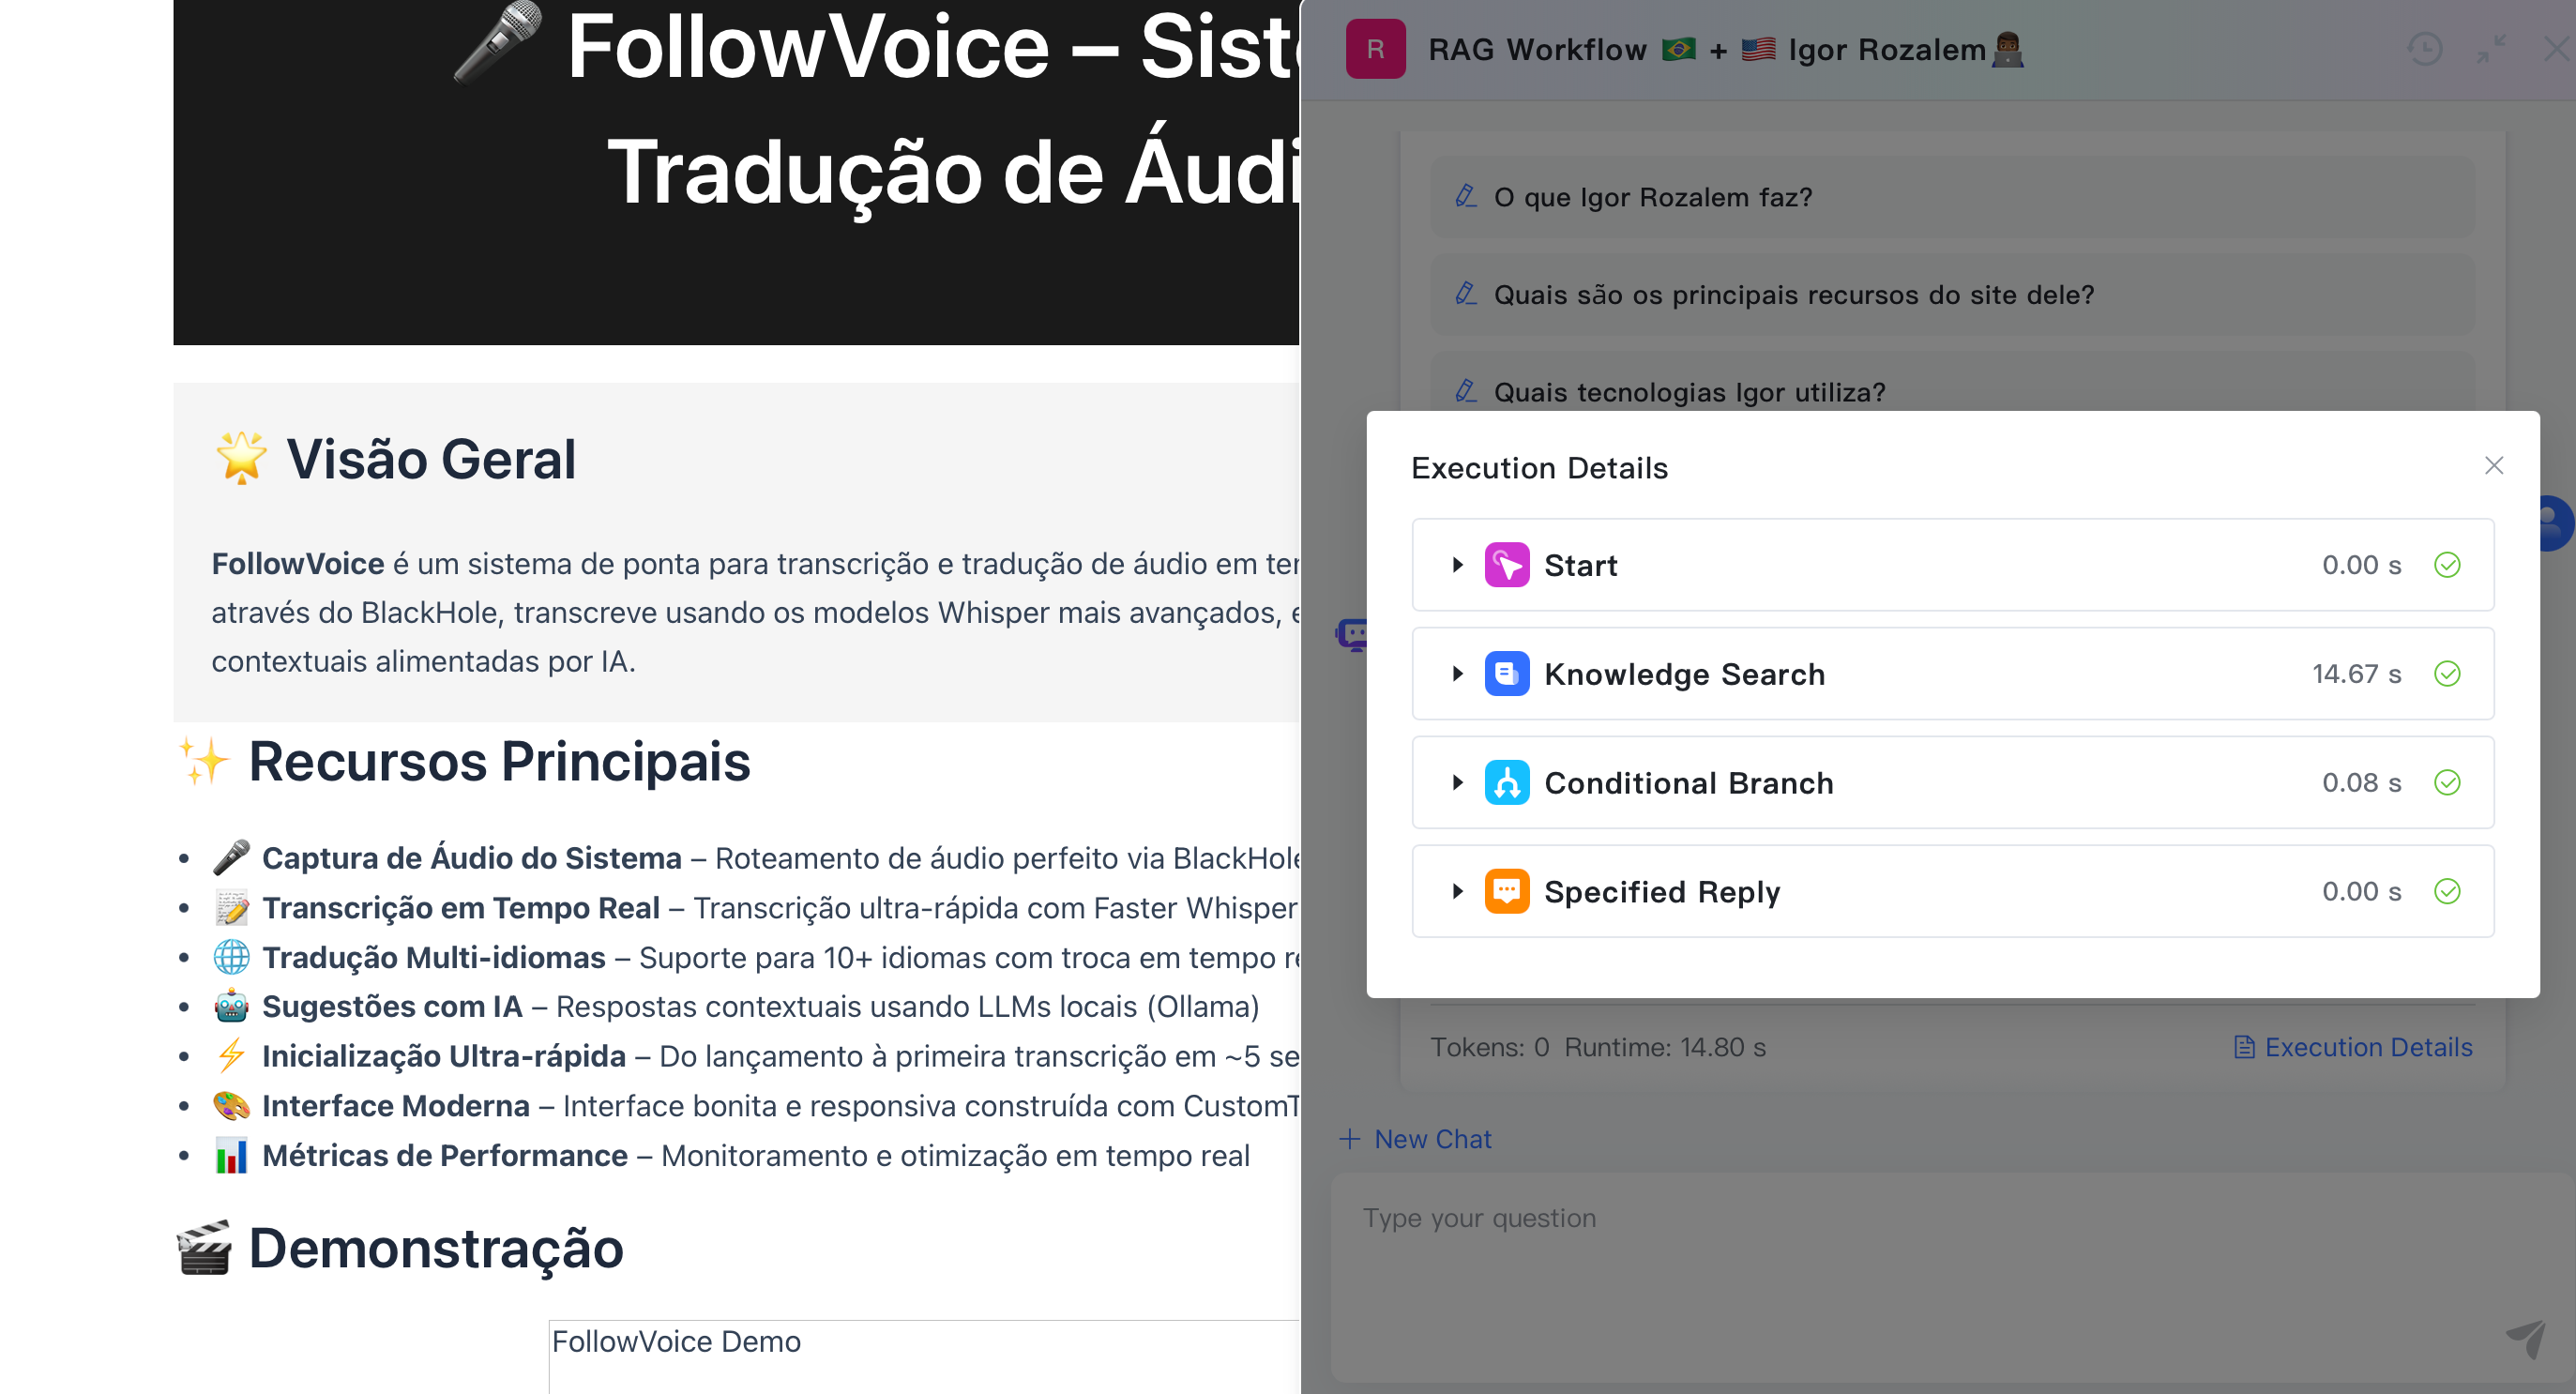 🎤 FollowVoice – Sist
Tradução de Áudi
🌟 Visão Geral
FollowVoice é um sistema de ponta para transcrição e tradução de áudio em
através do BlackHole, transcreve usando os modelos Whisper mais avançados,
contextuais alimentadas por IA.
✨ Recursos Principais
• 🎤 Captura de Áudio do Sistema – Roteamento de áudio perfeito via BlackHole
• 📝 Transcrição em Tempo Real – Transcrição ultra-rápida com Faster Whisper
• 🌐 Tradução Multi-idiomas – Suporte para 10+ idiomas com troca em tempo
• 🤖 Sugestões com IA – Respostas contextuais usando LLMs locais (Ollama)
• ⚡ Inicialização Ultra-rápida – Do lançamento à primeira transcrição em ~5 se
• 🎨 Interface Moderna – Interface bonita e responsiva construída com CustomT
• 📊 Métricas de Performance – Monitoramento e otimização em tempo real
🎬 Demonstração
FollowVoice Demo
R RAG Workflow 🇧🇷 + 🇺🇸 Igor Rozalem👨🏾‍💻
O que Igor Rozalem faz?
Quais são os principais recursos do site dele?
Quais tecnologias Igor utiliza?
Execution Details
Start 0.00 s
Knowledge Search 14.67 s
Conditional Branch 0.08 s
Specified Reply 0.00 s
Tokens: 0 Runtime: 14.80 s Execution Details
+ New Chat
Type your question